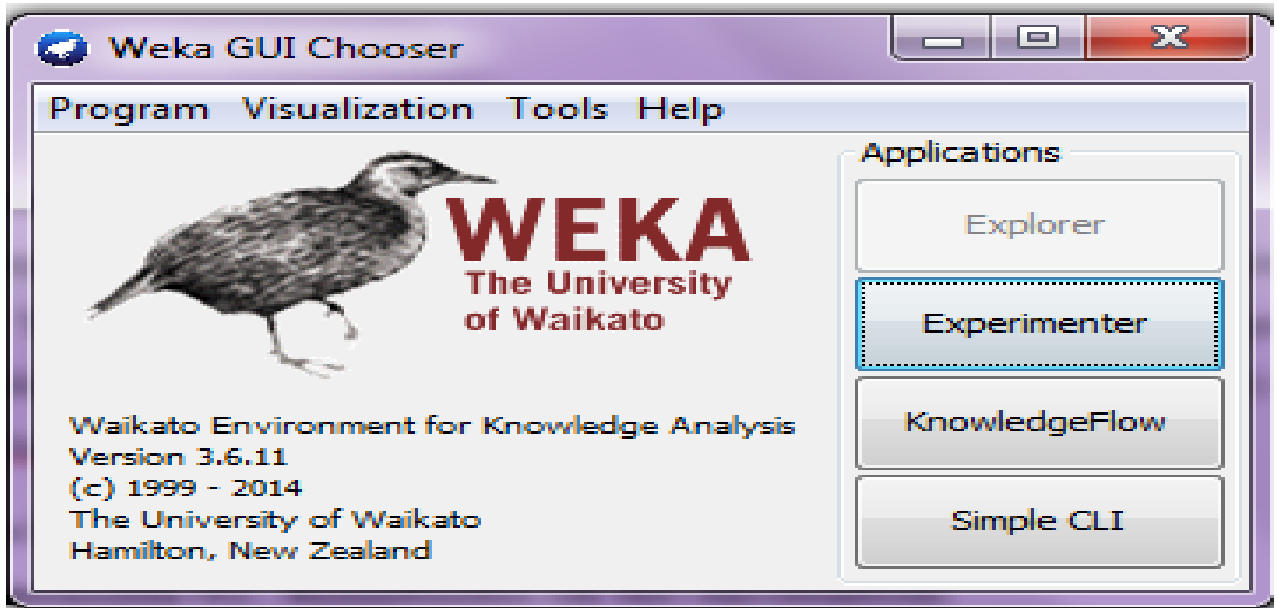 Weka GUI Chooser
Program Visualization Tools Help
WEKA
The University
of Waikato
Waikato Environment for Knowledge Analysis
Version 3.6.11
(c) 1999 - 2014
The University of Waikato
Hamilton, New Zealand
Applications
Explorer
Experimenter
KnowledgeFlow
Simple CLI